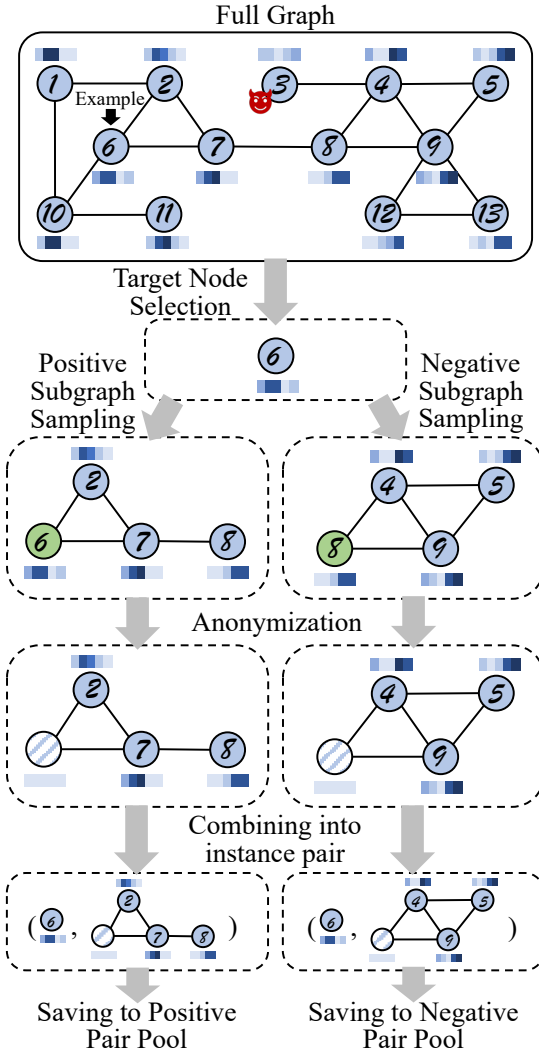 Full Graph
1
2
3
4
5
Example
6
7
8
9
10
11
12
13
Target Node
Selection
6
Positive
Subgraph
Sampling
Negative
Subgraph
Sampling
2
6
7
8
4
5
8
9
Anonymization
2
7
8
4
5
9
Combining into
instance pair
( 6 , 2 7 8 )
( 6 , 4 5 9 )
Saving to Positive
Pair Pool
Saving to Negative
Pair Pool